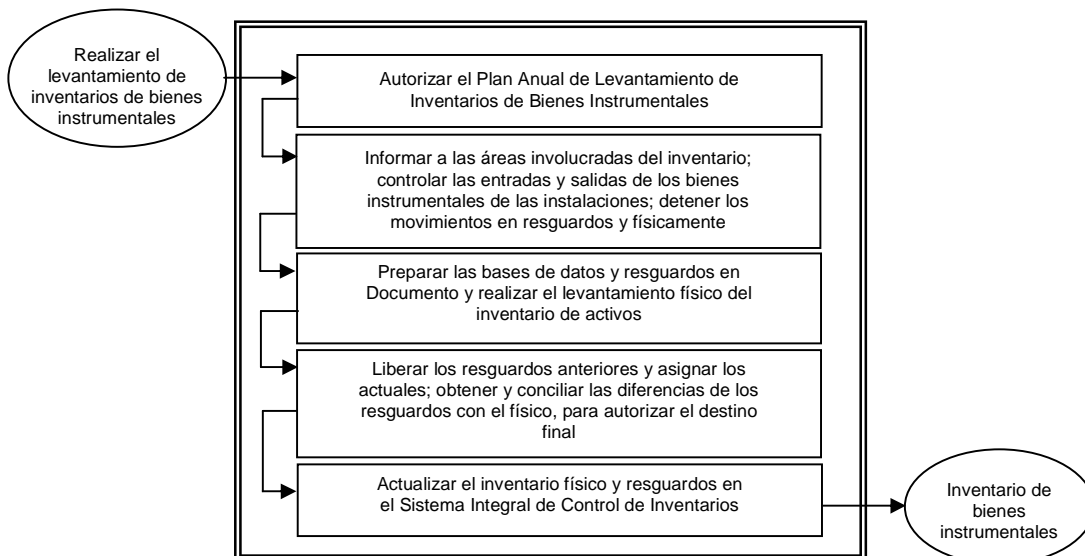 Realizar el
levantamiento de
inventarios de bienes
instrumentales
Autorizar el Plan Anual de Levantamiento de
Inventarios de Bienes Instrumentales
Informar a las áreas involucradas del inventario;
controlar las entradas y salidas de los bienes
instrumentales de las instalaciones; detener los
movimientos en resguardos y físicamente
Preparar las bases de datos y resguardos en
Documento y realizar el levantamiento físico del
inventario de activos
Liberar los resguardos anteriores y asignar los
actuales; obtener y conciliar las diferencias de los
resguardos con el físico, para autorizar el destino
final
Actualizar el inventario físico y resguardos en
el Sistema Integral de Control de Inventarios
Inventario de
bienes
instrumentales